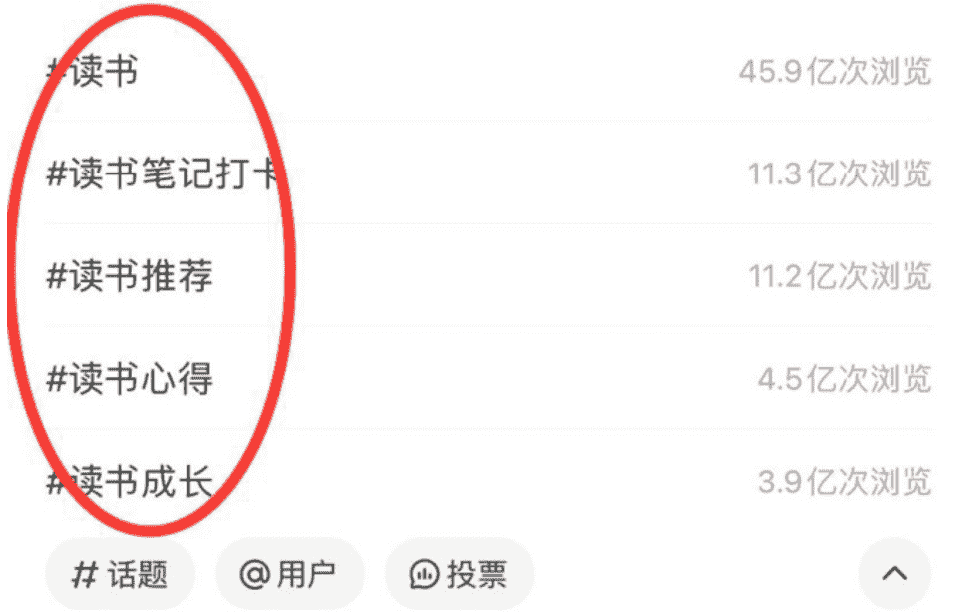 #读书 45.9亿次浏览
#读书笔记打卡 11.3亿次浏览
#读书推荐 11.2亿次浏览
#读书心得 4.5亿次浏览
#读书成长 3.9亿次浏览
# 话题 @用户 投票